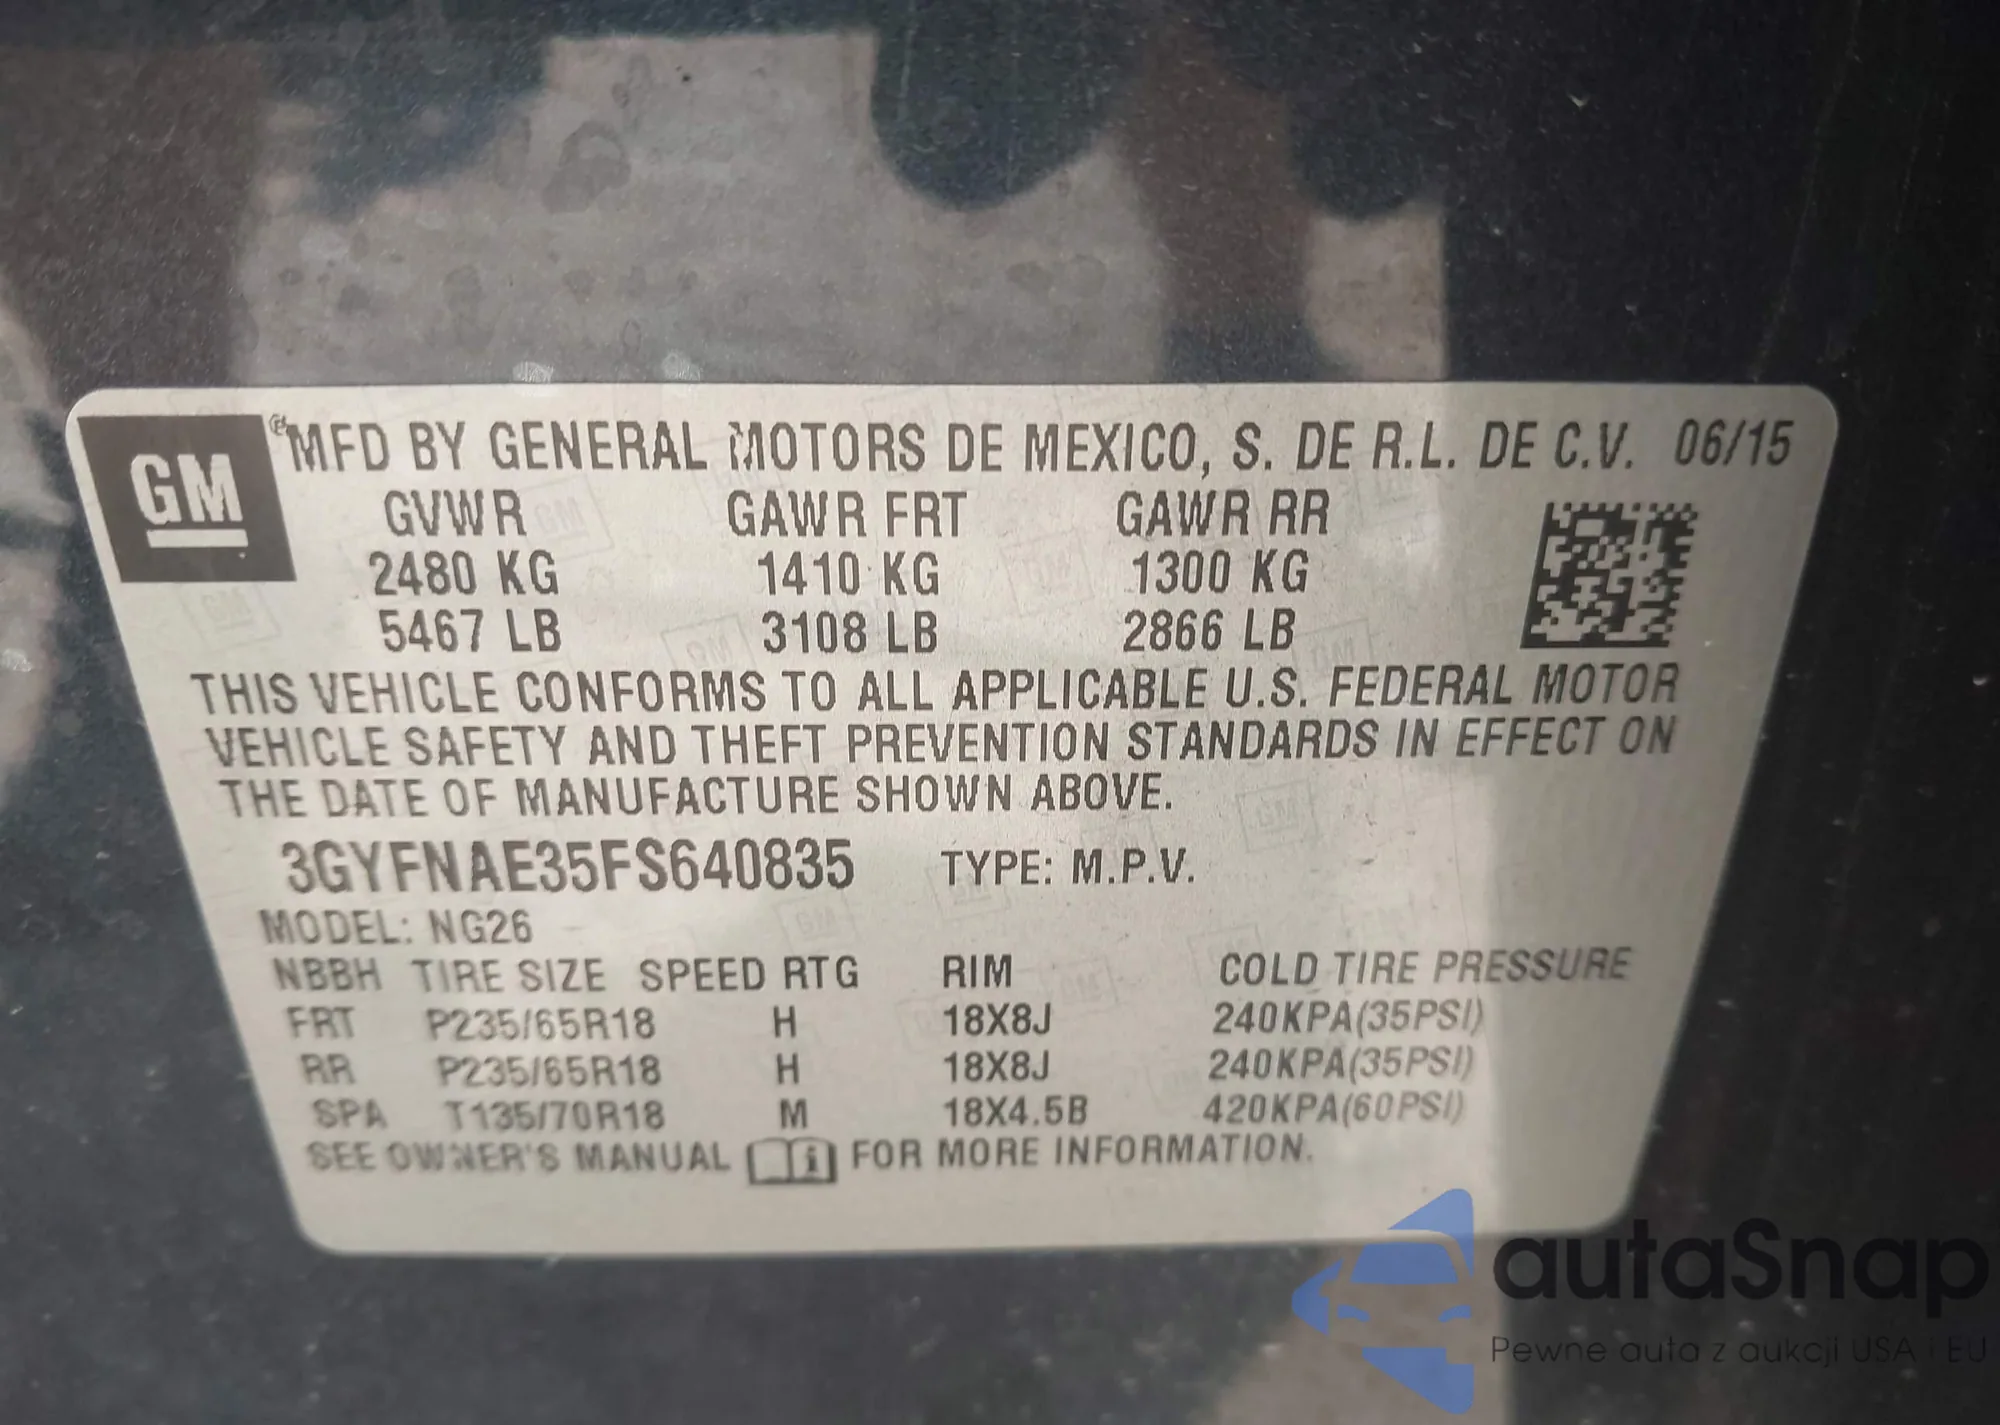 GM
MFD BY GENERAL MOTORS DE MEXICO, S. DE R.L. DE C.V. 06/15
GVWR GAWR FRT GAWR RR
2480 KG 1410 KG 1300 KG
5467 LB 3108 LB 2866 LB
THIS VEHICLE CONFORMS TO ALL APPLICABLE U.S. FEDERAL MOTOR
VEHICLE SAFETY AND THEFT PREVENTION STANDARDS IN EFFECT ON
THE DATE OF MANUFACTURE SHOWN ABOVE.
3GYFNAE35FS640835 TYPE: M.P.V.
MODEL: NG26
NBBH TIRE SIZE SPEED RTG RIM COLD TIRE PRESSURE
FRT P235/65R18 H 18X8J 240KPA(35PSI)
RR P235/65R18 H 18X8J 240KPA(35PSI)
SPA T135/70R18 M 18X4.5B 420KPA(60PSI)
SEE OWNER'S MANUAL i FOR MORE INFORMATION.
autaSnap
Pewne auta z aukcji USA i EU